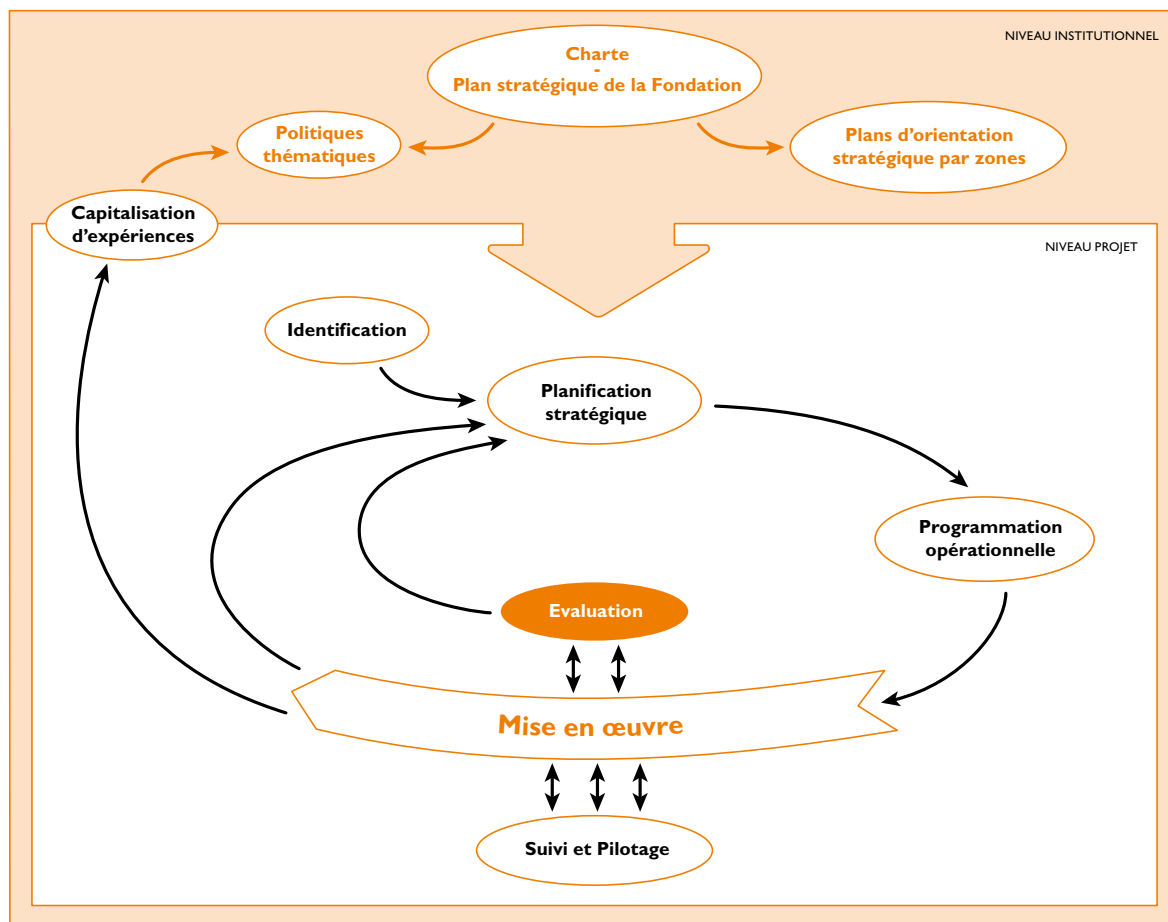 NIVEAU INSTITUTIONNEL
Charte
-
Plan stratégique de la Fondation
Politiques
thématiques
Plans d'orientation
stratégique par zones
Capitalisation
d'expériences
NIVEAU PROJET
Identification
Planification
stratégique
Programmation
opérationnelle
Evaluation
Mise en œuvre
Suivi et Pilotage